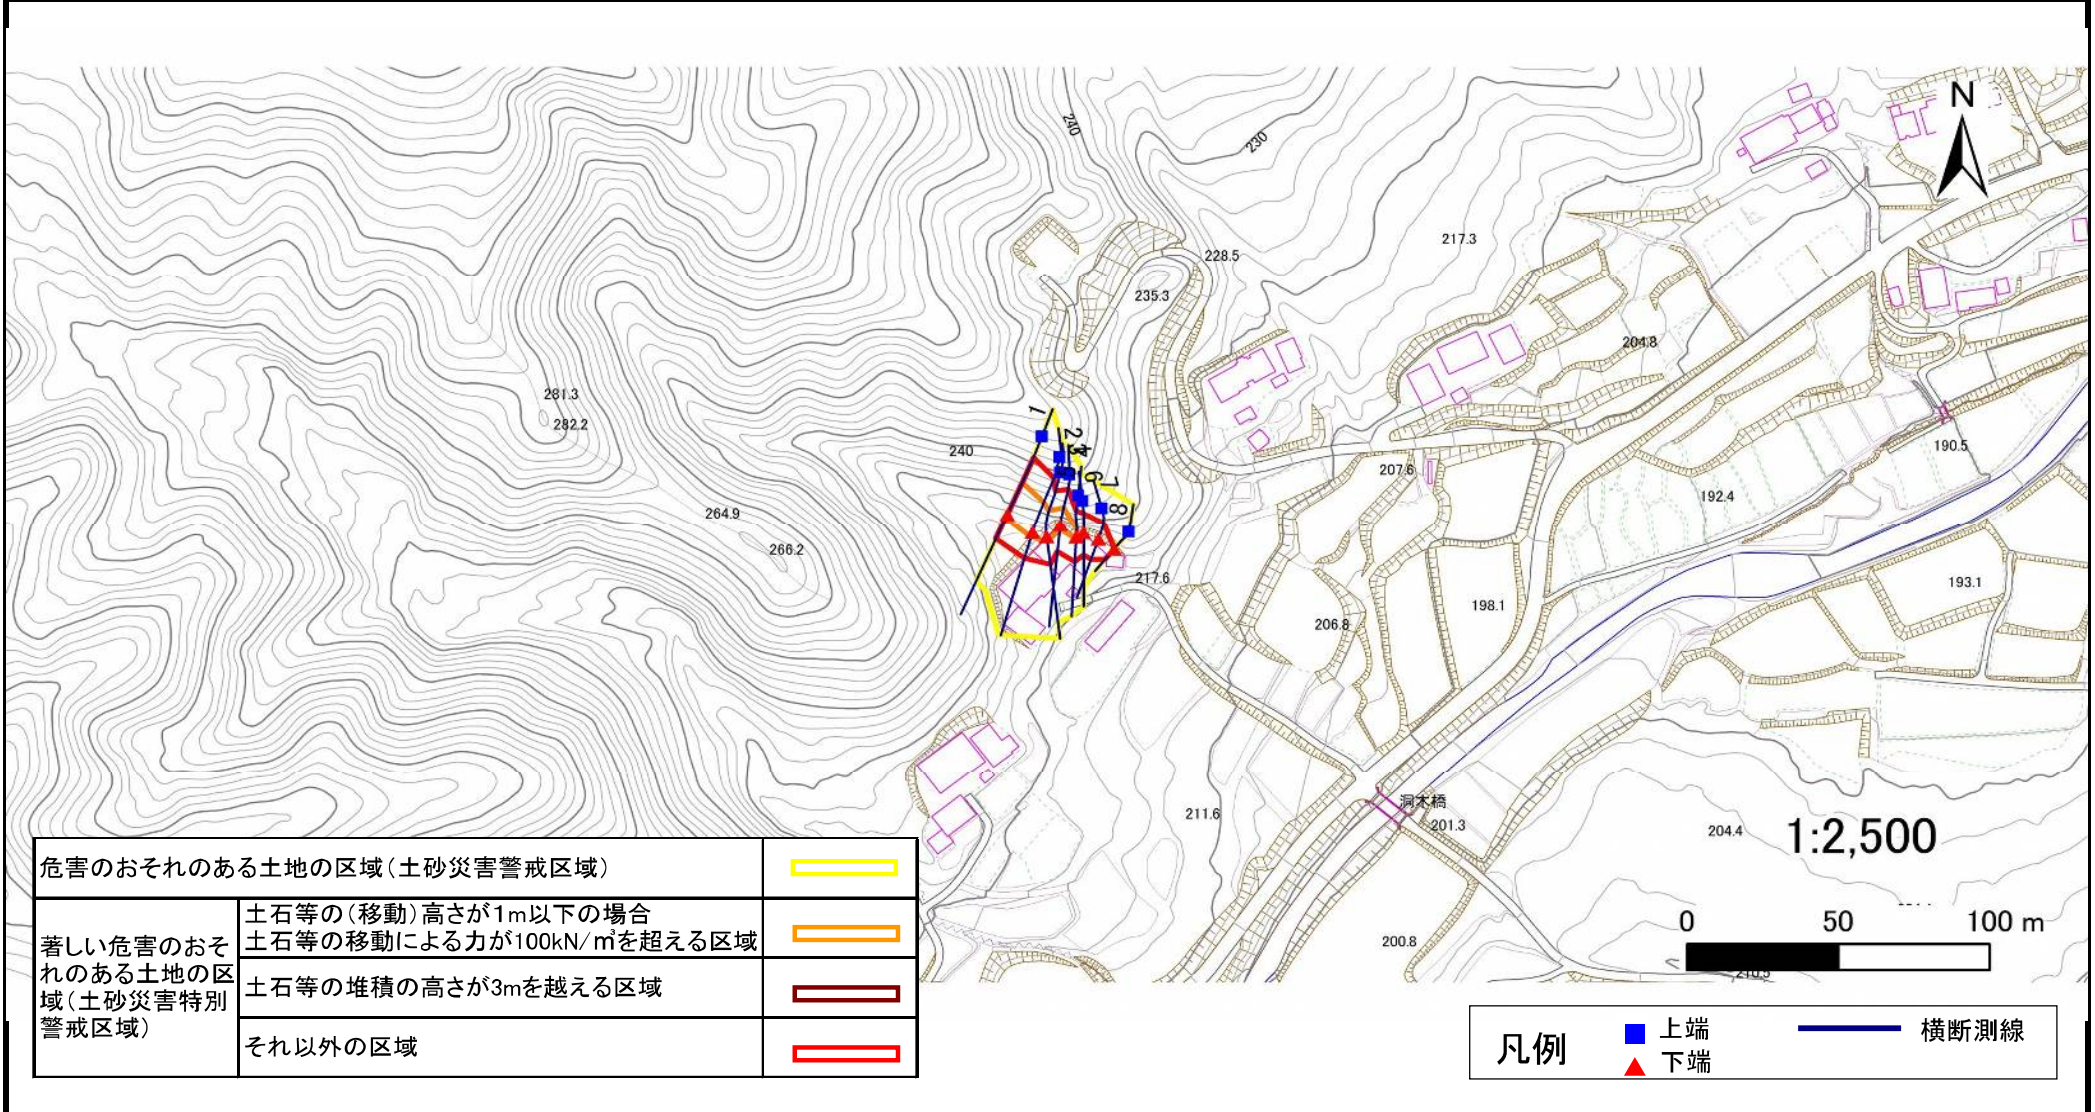 N
240
230
217.3
228.5
235.3
204.8
281.3
282.2
240
1
2
3
6
7
8
207.6
190.5
192.4
264.9
266.2
217.6
193.1
198.1
206.8
洞木橋
211.6
201.3
204.4
1:2,500
200.8
0 50 100 m
210.5
危害のおそれのある土地の区域(土砂災害警戒区域)
著しい危害のおそれのある土地の区域(土砂災害特別警戒区域)
土石等の(移動)高さが1m以下の場合
土石等の移動による力が100kN/㎡を超える区域
土石等の堆積の高さが3mを越える区域
それ以外の区域
凡例
上端
下端
横断測線